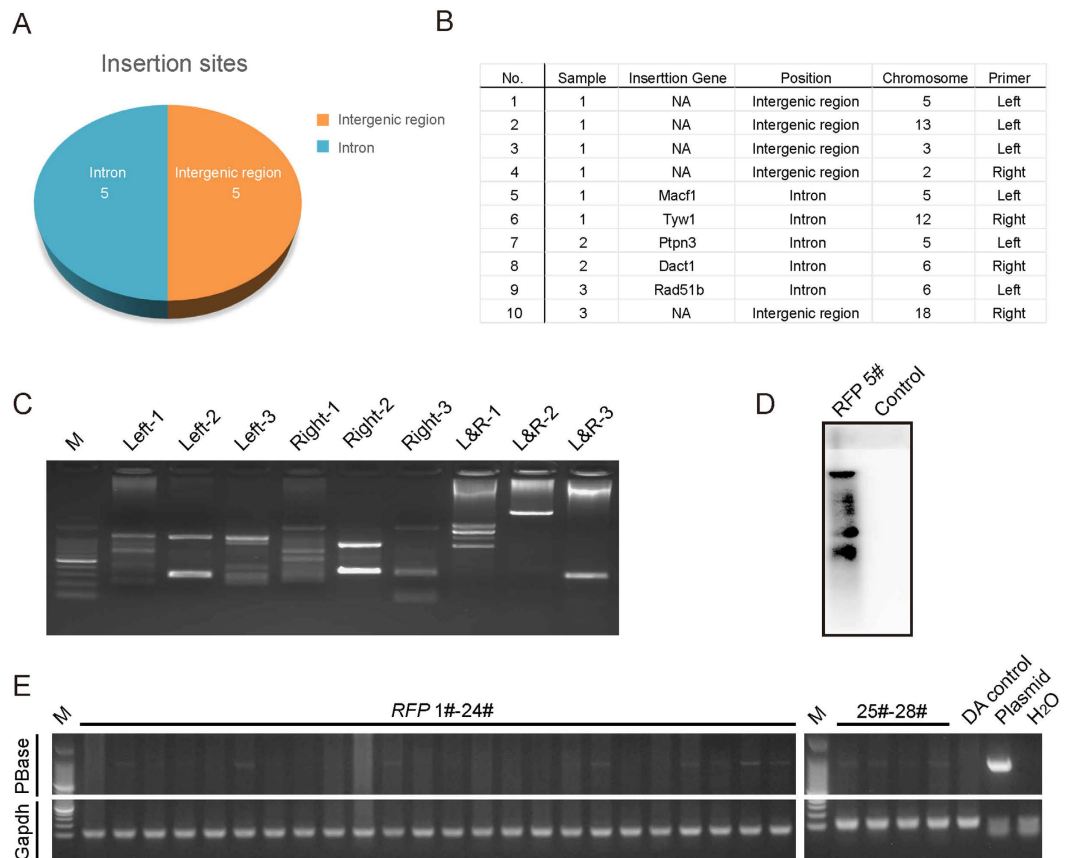 A
Insertion sites
Intron
5
Intergenic region
5
Intergenic region
Intron
B
No. Sample Inserttion Gene Position Chromosome Primer
1 1 NA Intergenic region 5 Left
2 1 NA Intergenic region 13 Left
3 1 NA Intergenic region 3 Left
4 1 NA Intergenic region 2 Right
5 1 Macf1 Intron 5 Left
6 1 Tyw1 Intron 12 Right
7 2 Ptpn3 Intron 5 Left
8 2 Dact1 Intron 6 Right
9 3 Rad51b Intron 6 Left
10 3 NA Intergenic region 18 Right
C
M Left-1 Left-2 Left-3 Right-1 Right-2 Right-3 L&R-1 L&R-2 L&R-3
D
RFP 5# Control
E
M RFP 1#-24# M 25#-28# DA control Plasmid H2O
PBase
Gapdh